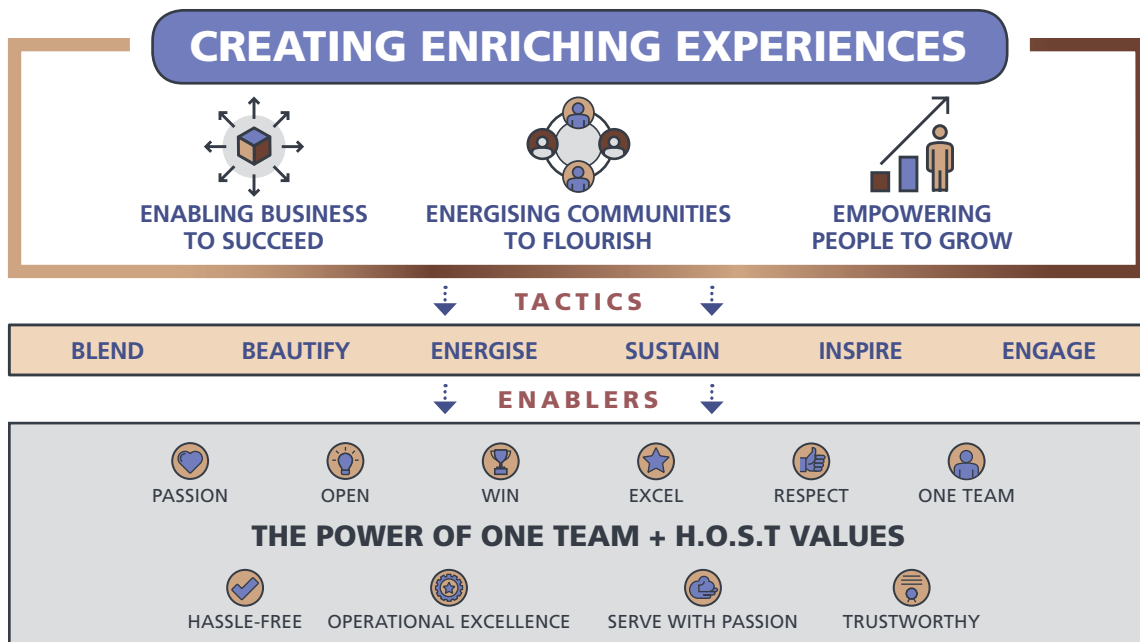 CREATING ENRICHING EXPERIENCES
ENABLING BUSINESS
TO SUCCEED
ENERGISING COMMUNITIES
TO FLOURISH
EMPOWERING
PEOPLE TO GROW
TACTICS
BLEND BEAUTIFY ENERGISE SUSTAIN INSPIRE ENGAGE
ENABLERS
PASSION OPEN WIN EXCEL RESPECT ONE TEAM
THE POWER OF ONE TEAM + H.O.S.T VALUES
HASSLE-FREE OPERATIONAL EXCELLENCE SERVE WITH PASSION TRUSTWORTHY